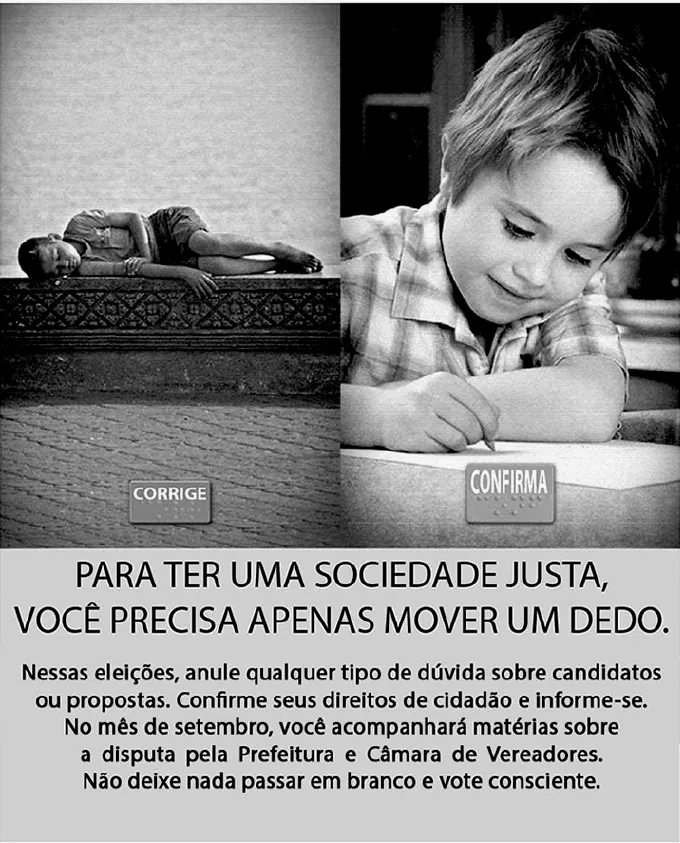 CORRIGE
CONFIRMA
PARA TER UMA SOCIEDADE JUSTA,
VOCÊ PRECISA APENAS MOVER UM DEDO.
Nessas eleições, anule qualquer tipo de dúvida sobre candidatos
ou propostas. Confirme seus direitos de cidadão e informe-se.
No mês de setembro, você acompanhará matérias sobre
a disputa pela Prefeitura e Câmara de Vereadores.
Não deixe nada passar em branco e vote consciente.